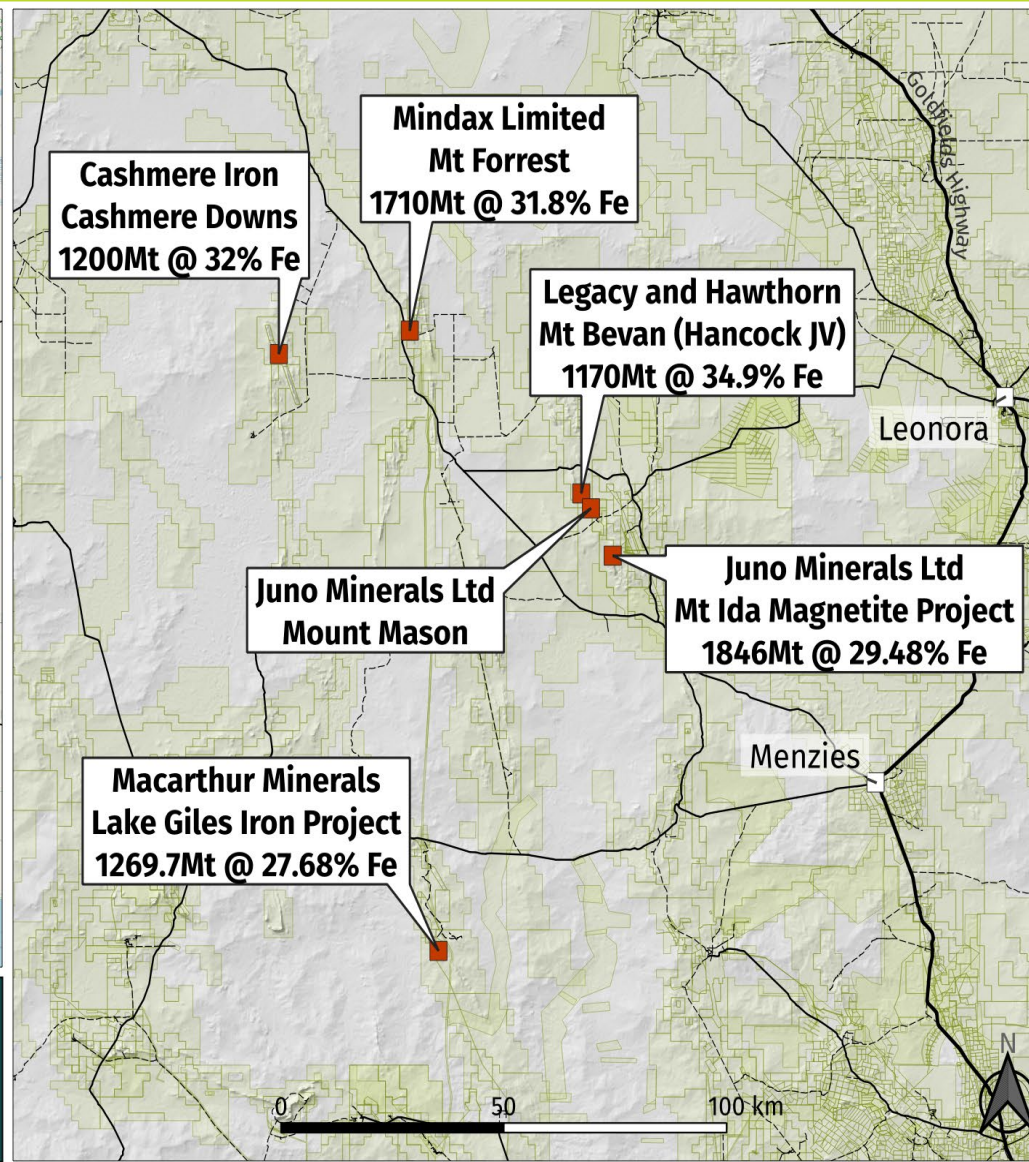 Goldfields Highway
Mindax Limited
Mt Forrest
1710Mt @ 31.8% Fe
Cashmere Iron
Cashmere Downs
1200Mt @ 32% Fe
Legacy and Hawthorn
Mt Bevan (Hancock JV)
1170Mt @ 34.9% Fe
Leonora
Juno Minerals Ltd
Mount Mason
Juno Minerals Ltd
Mt Ida Magnetite Project
1846Mt @ 29.48% Fe
Menzies
Macarthur Minerals
Lake Giles Iron Project
1269.7Mt @ 27.68% Fe
N
0 50 100 km